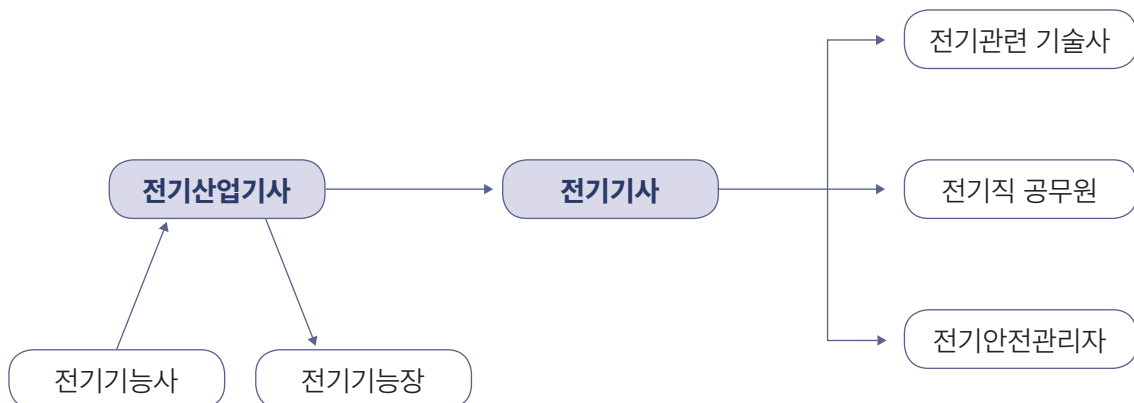 전기관련 기술사
전기산업기사
전기기사
전기직 공무원
전기안전관리자
전기기능사
전기기능장